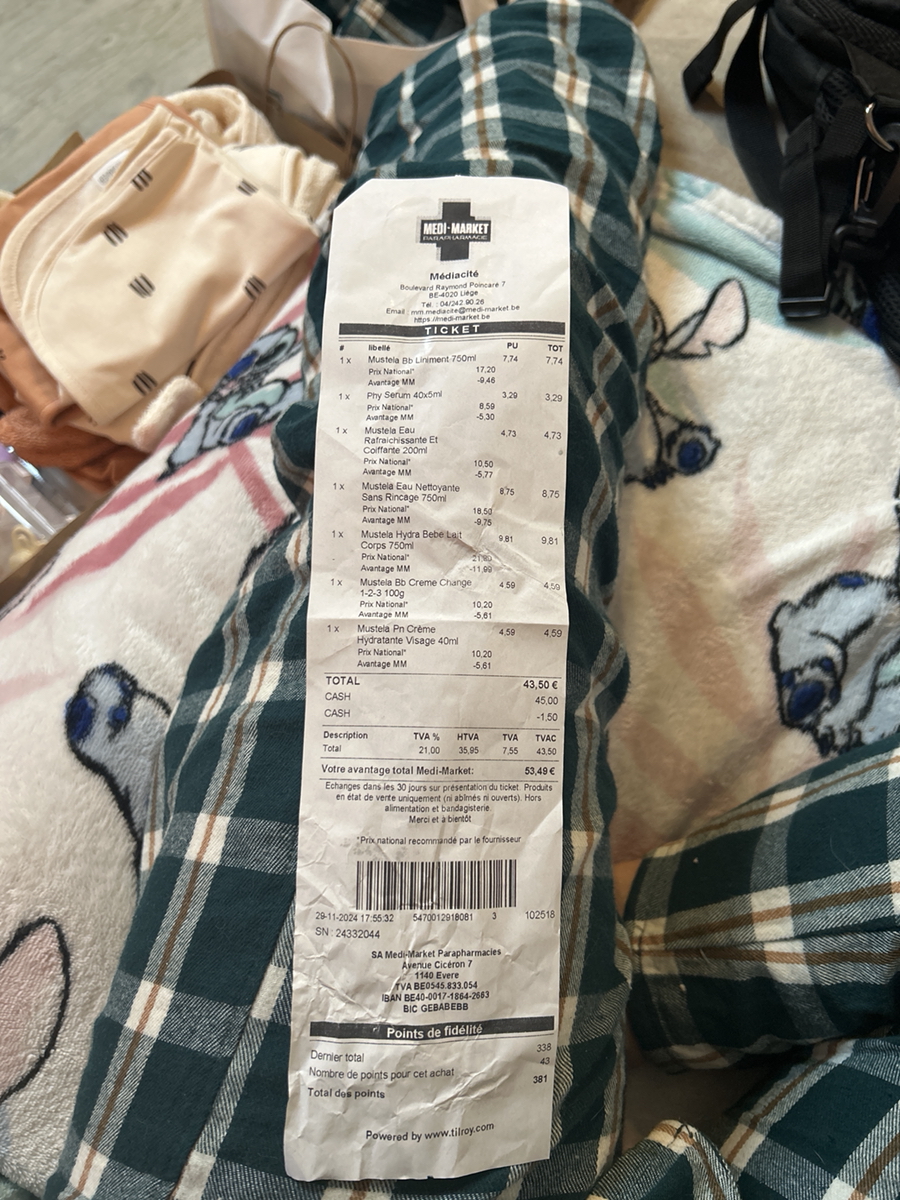 MEDI-MARKET
PARAPHARMACIE
Médiacité
Boulevard Raymond Poincaré 7
BE-4020 Liège
Tél. : 04/242.90.26
Email : mm.mediacite@medi-market.be
https://medi-market.be
TICKET
# libellé PU TOT
1 x Mustela Bb Liniment 750ml 7,74 7,74
Prix National* 17,20
Avantage MM -9,46
1 x Phy Serum 40x5ml 3,29 3,29
Prix National* 8,59
Avantage MM -5,30
1 x Mustela Eau 4,73 4,73
Rafraichissante Et
Coiffante 200ml
Prix National* 10,50
Avantage MM -5,77
1 x Mustela Eau Nettoyante 8,75 8,75
Sans Rincage 750ml
Prix National* 18,50
Avantage MM -9,75
1 x Mustela Hydra Bebe Lait 9,81 9,81
Corps 750ml
Prix National* 21,80
Avantage MM -11,99
1 x Mustela Bb Creme Change 4,59 4,59
1-2-3 100g
Prix National* 10,20
Avantage MM -5,61
1 x Mustela Pn Crème 4,59 4,59
Hydratante Visage 40ml
Prix National* 10,20
Avantage MM -5,61
TOTAL 43,50 €
CASH 45,00
CASH -1,50
Description TVA % HTVA TVA TVAC
Total 21,00 35,95 7,55 43,50
Votre avantage total Medi-Market: 53,49 €
Echanges dans les 30 jours sur présentation du ticket. Produits
en état de vente uniquement (ni abîmés ni ouverts). Hors
alimentation et bandagisterie.
Merci et à bientôt
*Prix national recommandé par le fournisseur
29-11-2024 17:55:32 5470012918081 3 102518
SN : 24332044
SA Medi-Market Parapharmacies
Avenue Cicéron 7
1140 Evere
TVA BE0545.833.054
IBAN BE40-0017-1864-2663
BIC GEBABEBB
Points de fidélité
Dernier total 338
Nombre de points pour cet achat 43
Total des points 381
Powered by www.tilroy.com